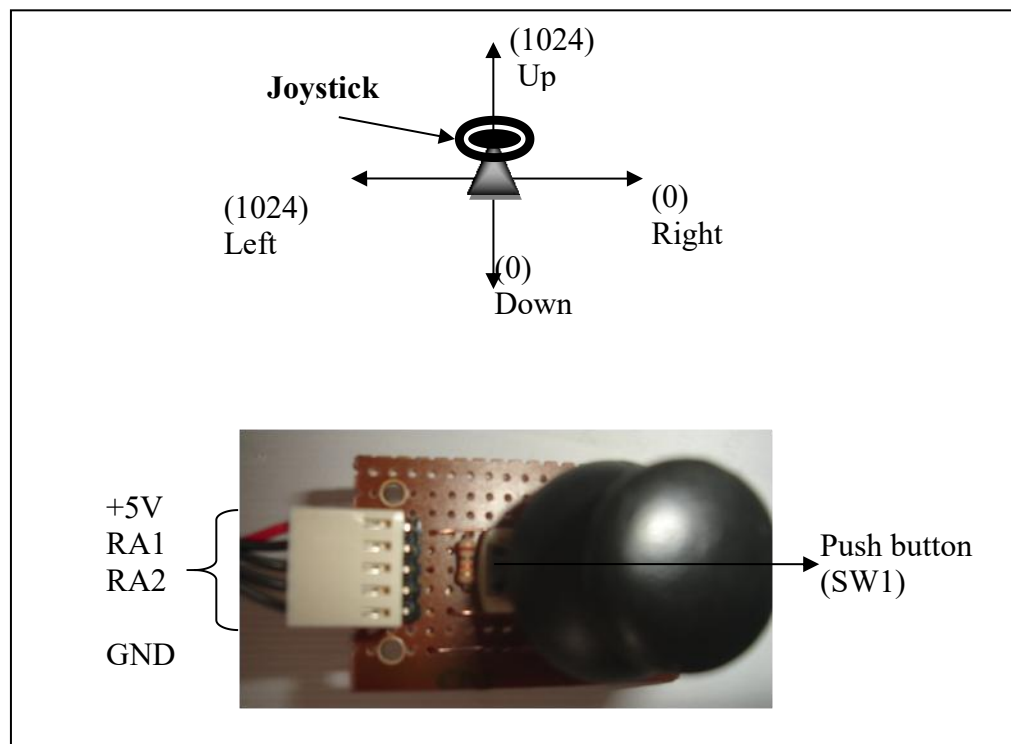 (1024)
Up
Joystick
(1024)
Left
(0)
Right
(0)
Down
+5V
RA1
RA2
GND
Push button
(SW1)